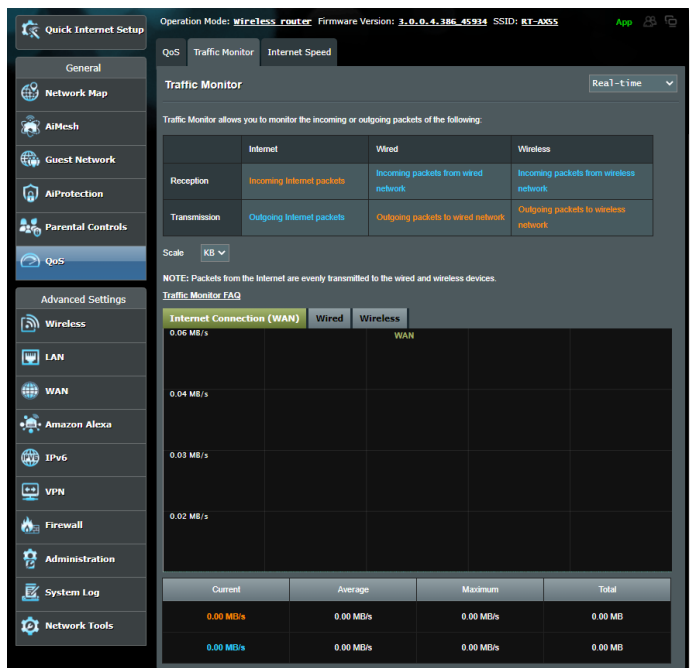 Quick Internet Setup
Operation Mode: Wireless router Firmware Version: 3.0.0.4.386_45934 SSID: RT-AX55
App
QoS Traffic Monitor Internet Speed
General
Network Map
AiMesh
Guest Network
AiProtection
Parental Controls
QoS
Advanced Settings
Wireless
LAN
WAN
Amazon Alexa
IPv6
VPN
Firewall
Administration
System Log
Network Tools
Traffic Monitor
Real-time
Traffic Monitor allows you to monitor the incoming or outgoing packets of the following:
Internet Wired Wireless
Reception
Incoming Internet packets
Incoming packets from wired
network
Incoming packets from wireless
network
Transmission
Outgoing Internet packets
Outgoing packets to wired network
Outgoing packets to wireless
network
Scale KB
NOTE: Packets from the Internet are evenly transmitted to the wired and wireless devices.
Traffic Monitor FAQ
Internet Connection (WAN) Wired Wireless
0.06 MB/s
WAN
0.04 MB/s
0.03 MB/s
0.02 MB/s
Current Average Maximum Total
0.00 MB/s 0.00 MB/s 0.00 MB/s 0.00 MB
0.00 MB/s 0.00 MB/s 0.00 MB/s 0.00 MB